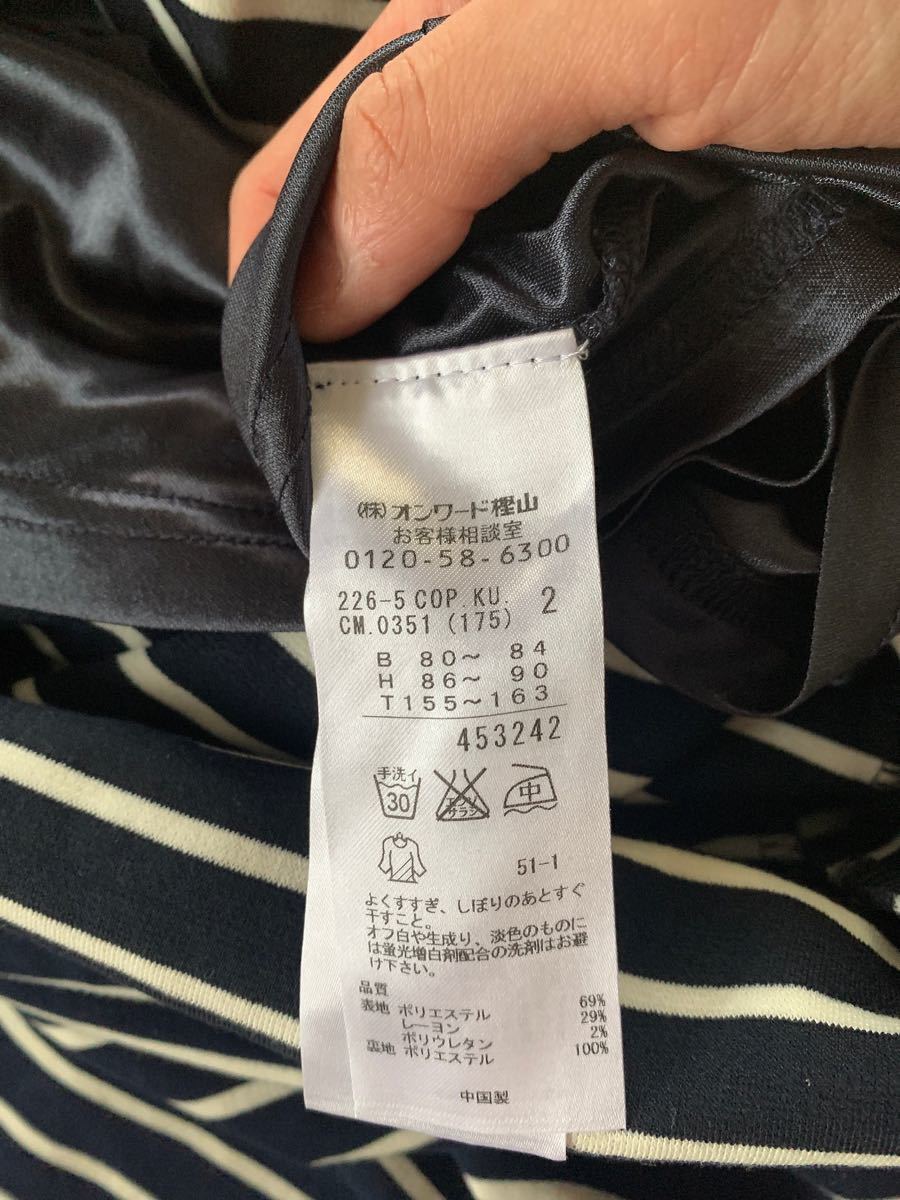 (株)オンワード樫山
お客様相談室
0120-58-6300
226-5 COP.KU. 2
CM.0351 (175)
B 80～ 84
H 86～ 90
T155～163
453242
手洗イ
30
エンソ
サラシ
中
51-1
よくすすぎ、しぼりのあとすぐ
干すこと。
オフ白や生成り、淡色のものに
は蛍光増白剤配合の洗剤はお避
け下さい。
品質
表地 ポリエステル 69%
レーヨン 29%
ポリウレタン 2%
裏地 ポリエステル 100%
中国製